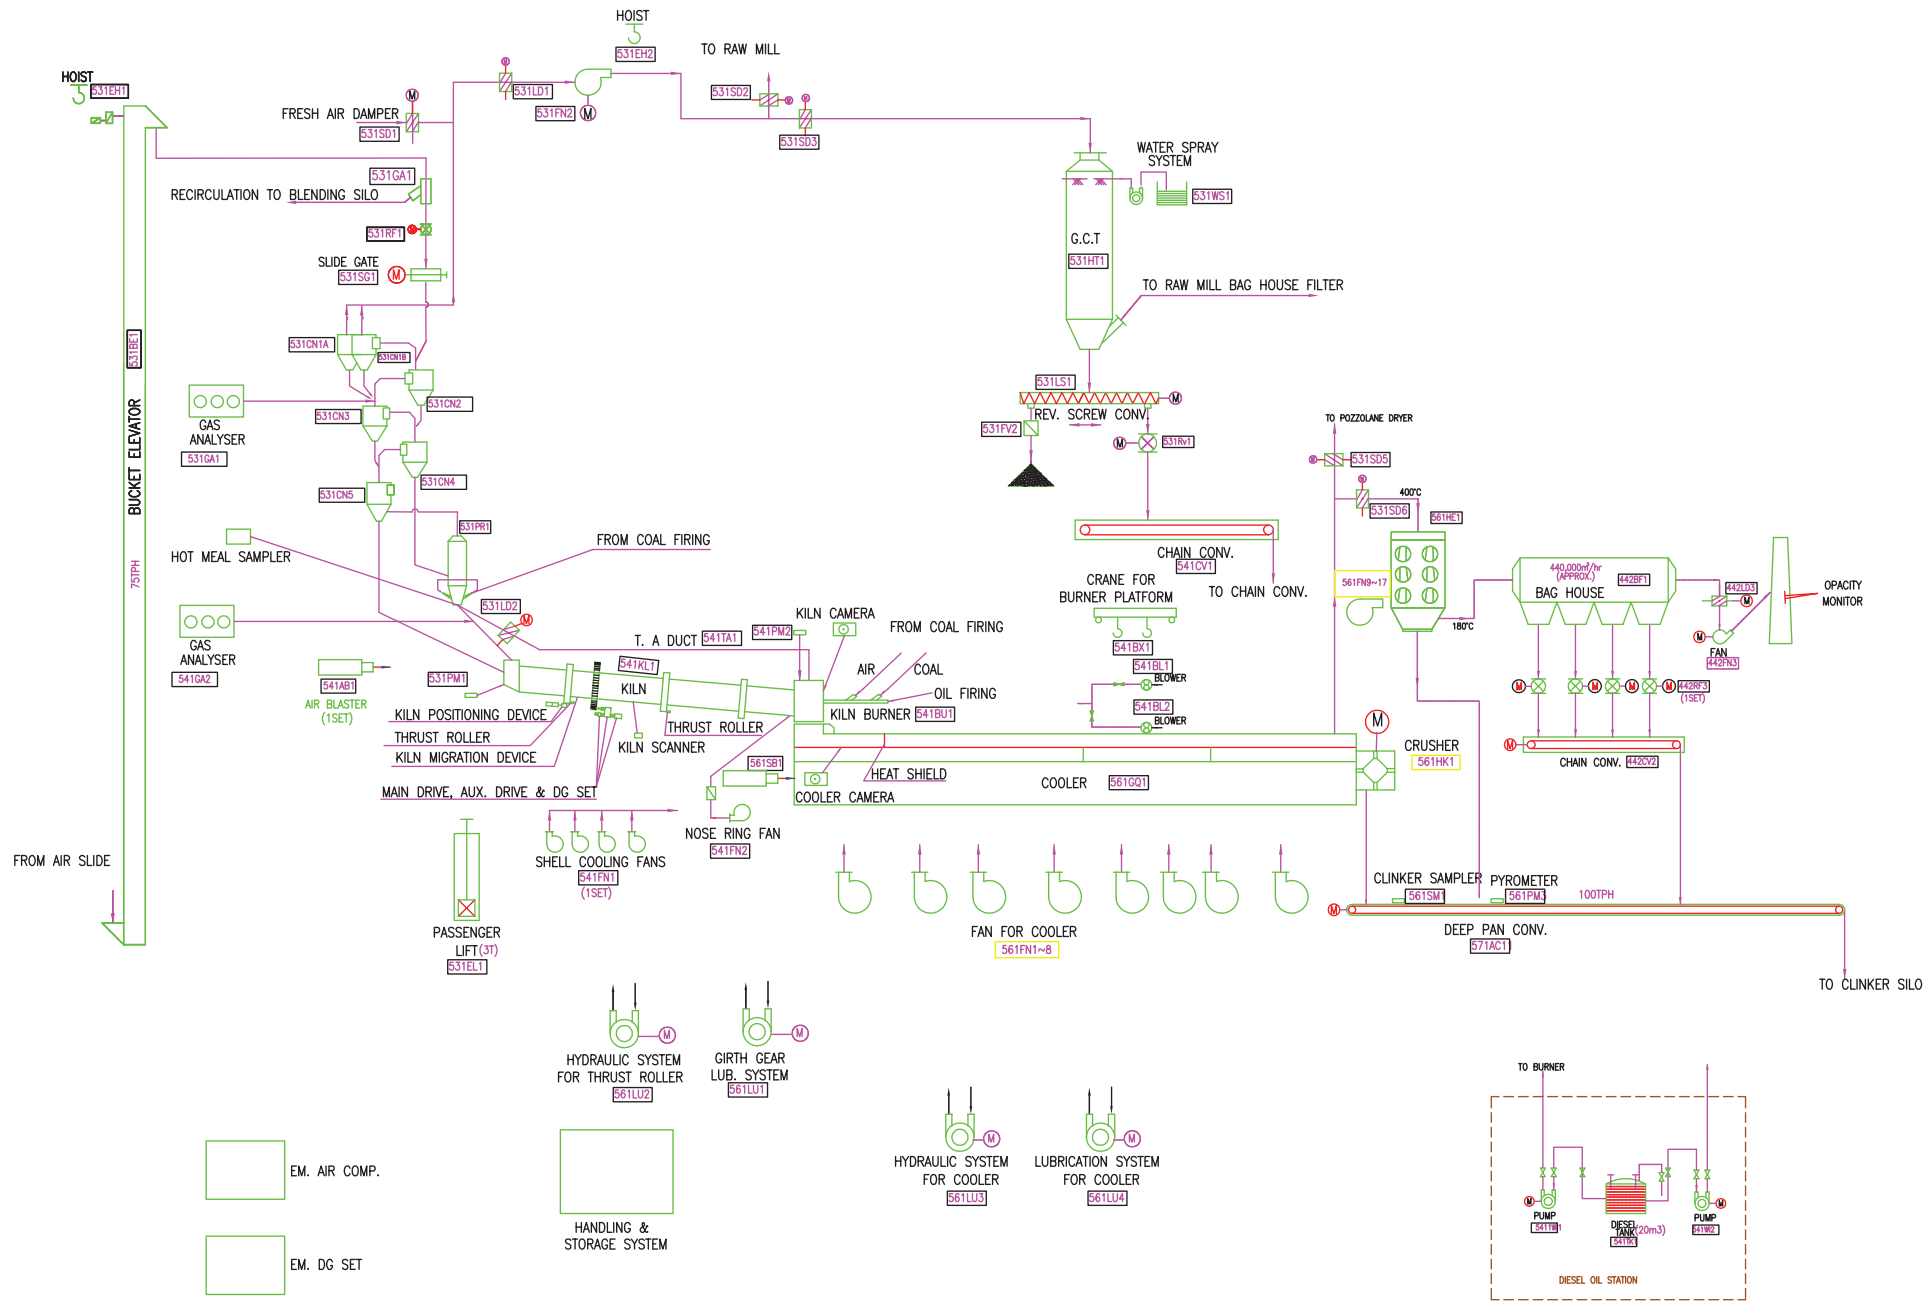 HOIST
531EH2
TO RAW MILL
HOIST
531EH1
531LD1
531FN2
M
M
M
531SD2
M
M
531SD3
FRESH AIR DAMPER
531SD1
M
WATER SPRAY
SYSTEM
531WS1
531GA1
RECIRCULATION TO BLENDING SILO
531RF1
SLIDE GATE
531SG1
M
G.C.T
531HT1
TO RAW MILL BAG HOUSE FILTER
531BE1
BUCKET ELEVATOR
75TPH
531CN1A
531CN1B
531CN2
531CN3
531CN4
531CN5
GAS
ANALYSER
531GA1
531LS1
M
REV. SCREW CONV.
531FV2
M
531Rv1
TO POZZOLANE DRYER
M
531SD5
M
400°C
531SD6
561HE1
531PR1
HOT MEAL SAMPLER
FROM COAL FIRING
CHAIN CONV.
541CV1
TO CHAIN CONV.
561FN9~17
180°C
440,000m³/hr
(APPROX.)
442BF1
BAG HOUSE
442LD3
M
OPACITY
MONITOR
M
FAN
442FN3
531LD2
M
GAS
ANALYSER
541GA2
T. A DUCT
541TA1
541PM2
KILN CAMERA
FROM COAL FIRING
AIR
COAL
OIL FIRING
CRANE FOR
BURNER PLATFORM
541BX1
541BL1
BLOWER
541BL2
BLOWER
541AB1
AIR BLASTER
(1SET)
531PM1
541KL1
KILN
KILN BURNER
541BU1
M
M
M
M
442RF3
(1SET)
KILN POSITIONING DEVICE
THRUST ROLLER
KILN MIGRATION DEVICE
KILN SCANNER
THRUST ROLLER
MAIN DRIVE, AUX. DRIVE & DG SET
561SB1
HEAT SHIELD
COOLER CAMERA
COOLER
561GQ1
M
CRUSHER
561HK1
M
CHAIN CONV.
442CV2
NOSE RING FAN
541FN2
SHELL COOLING FANS
541FN1
(1SET)
FROM AIR SLIDE
PASSENGER
LIFT(3T)
531EL1
FAN FOR COOLER
561FN1~8
CLINKER SAMPLER
561SM1
PYROMETER
561PM3
100TPH
M
DEEP PAN CONV.
571AC1
TO CLINKER SILO
M
HYDRAULIC SYSTEM
FOR THRUST ROLLER
561LU2
M
GIRTH GEAR
LUB. SYSTEM
561LU1
M
HYDRAULIC SYSTEM
FOR COOLER
561LU3
M
LUBRICATION SYSTEM
FOR COOLER
561LU4
EM. AIR COMP.
EM. DG SET
HANDLING &
STORAGE SYSTEM
TO BURNER
M
PUMP
DIESEL
TANK(20m3)
541TK1
M
PUMP
DIESEL OIL STATION